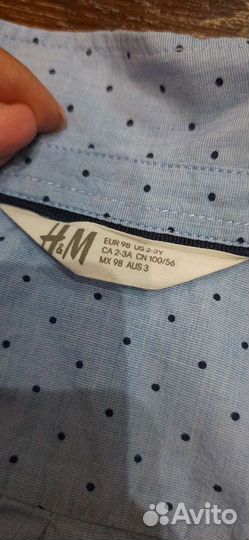 H&M
EUR 98 US 2-3Y
CA 2-3A CN 100/56
MX 98 AUS 3
Avito